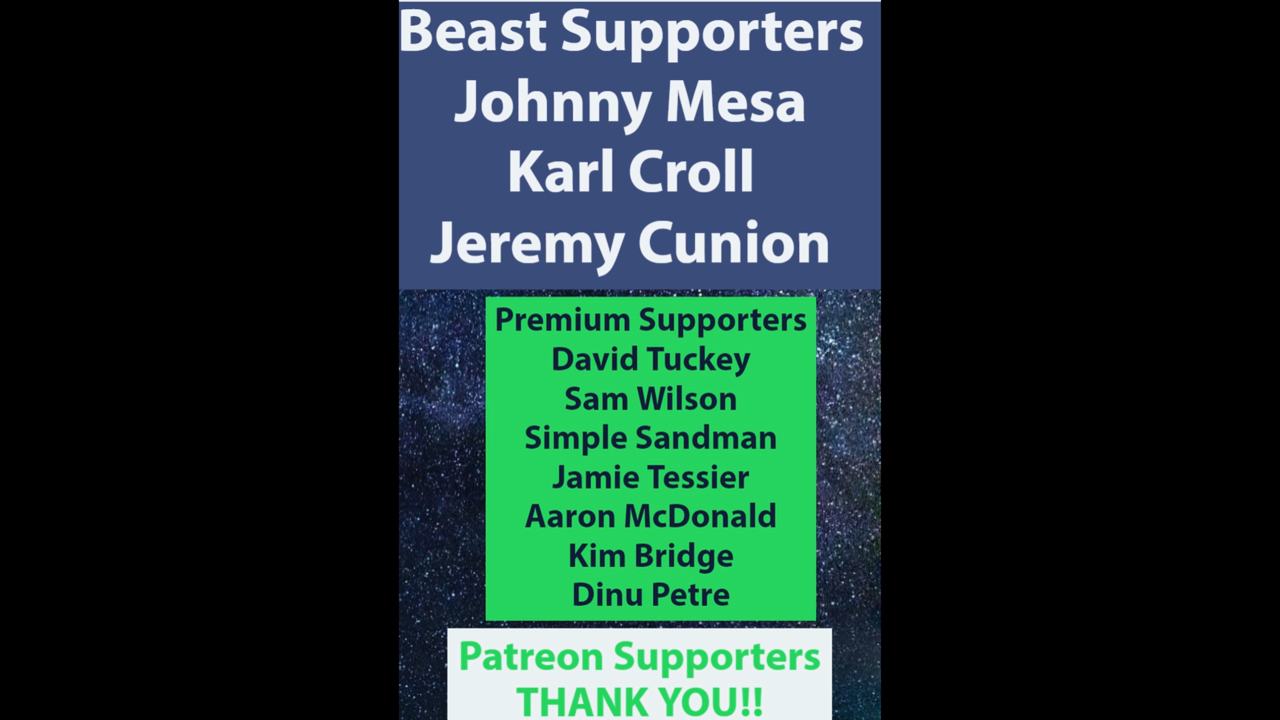 Beast Supporters
Johnny Mesa
Karl Croll
Jeremy Cunion
Premium Supporters
David Tuckey
Sam Wilson
Simple Sandman
Jamie Tessier
Aaron McDonald
Kim Bridge
Dinu Petre
Patreon Supporters
THANK YOU!!